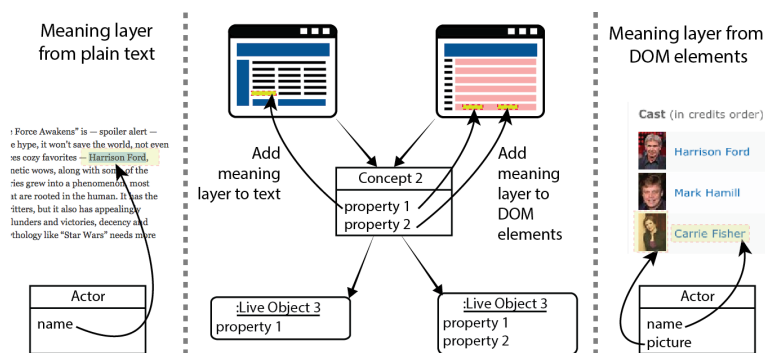 Meaning layer
from plain text
Force Awakens” is — spoiler alert —
e hype, it won't save the world, not even
es cozy favorites — Harrison Ford,
netic wows, along with some of the
ries grew into a phenomenon, most
at are rooted in the human. It has the
itters, but it also has appealingly
lunders and victories, decency and
thology like “Star Wars” needs more
Actor
name
Add
meaning
layer to text
Concept 2
property 1
property 2
Add
meaning
layer to
DOM
elements
:Live Object 3
property 1
:Live Object 3
property 1
property 2
Meaning layer from
DOM elements
Cast (in credits order)
Harrison Ford
Mark Hamill
Carrie Fisher
Actor
name
picture